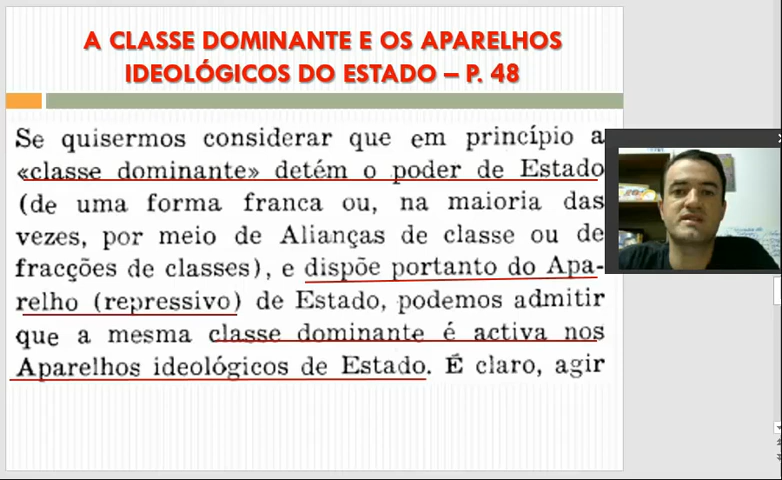 A CLASSE DOMINANTE E OS APARELHOS
IDEOLÓGICOS DO ESTADO – P. 48
Se quisermos considerar que em princípio a
«classe dominante» detém o poder de Estado
(de uma forma franca ou, na maioria das
vezes, por meio de Alianças de classe ou de
fracções de classes), e dispõe portanto do Apa-
relho (repressivo) de Estado, podemos admitir
que a mesma classe dominante é activa nos
Aparelhos ideológicos de Estado. É claro, agir